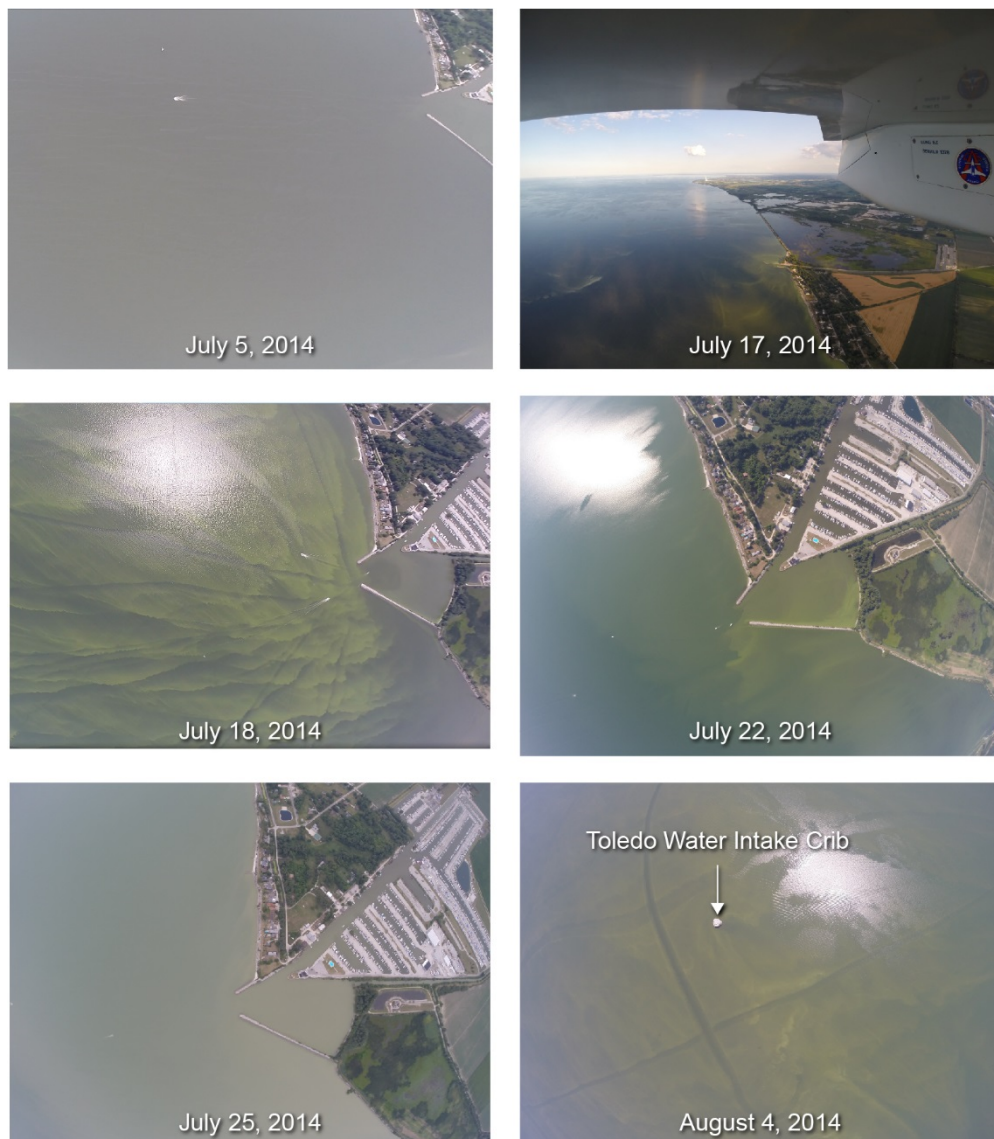 July 5, 2014
July 17, 2014
July 18, 2014
July 22, 2014
July 25, 2014
Toledo Water Intake Crib
August 4, 2014